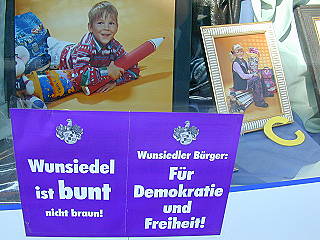 Wunsiedel
ist bunt
nicht braun!
Wunsiedler Bürger:
Für
Demokratie
und
Freiheit!